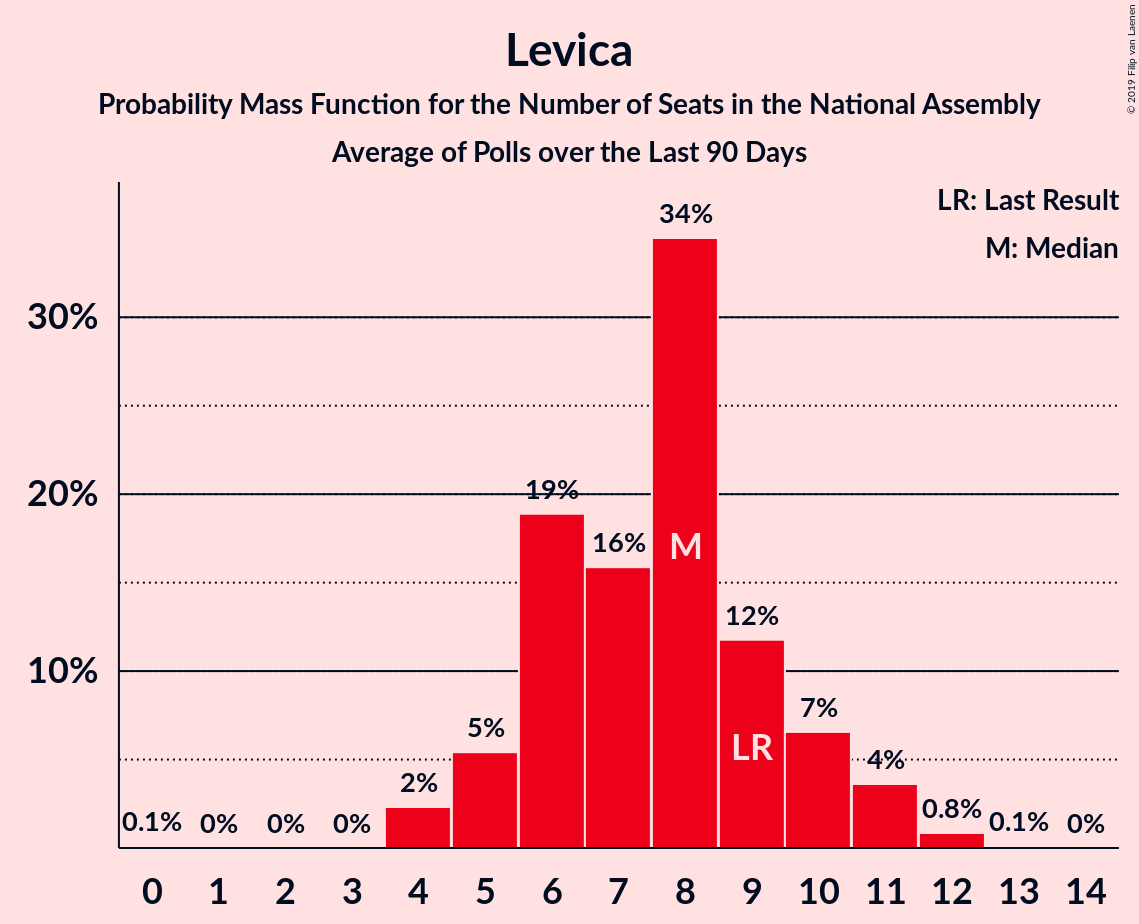 Levica
Probability Mass Function for the Number of Seats in the National Assembly
Average of Polls over the Last 90 Days
© 2019 Filip van Laenen
LR: Last Result
M: Median
30%
20%
10%
0.1%
0%
0%
0%
2%
5%
19%
16%
34%
12%
7%
4%
0.8%
0.1%
0%
M
LR
0 1 2 3 4 5 6 7 8 9 10 11 12 13 14